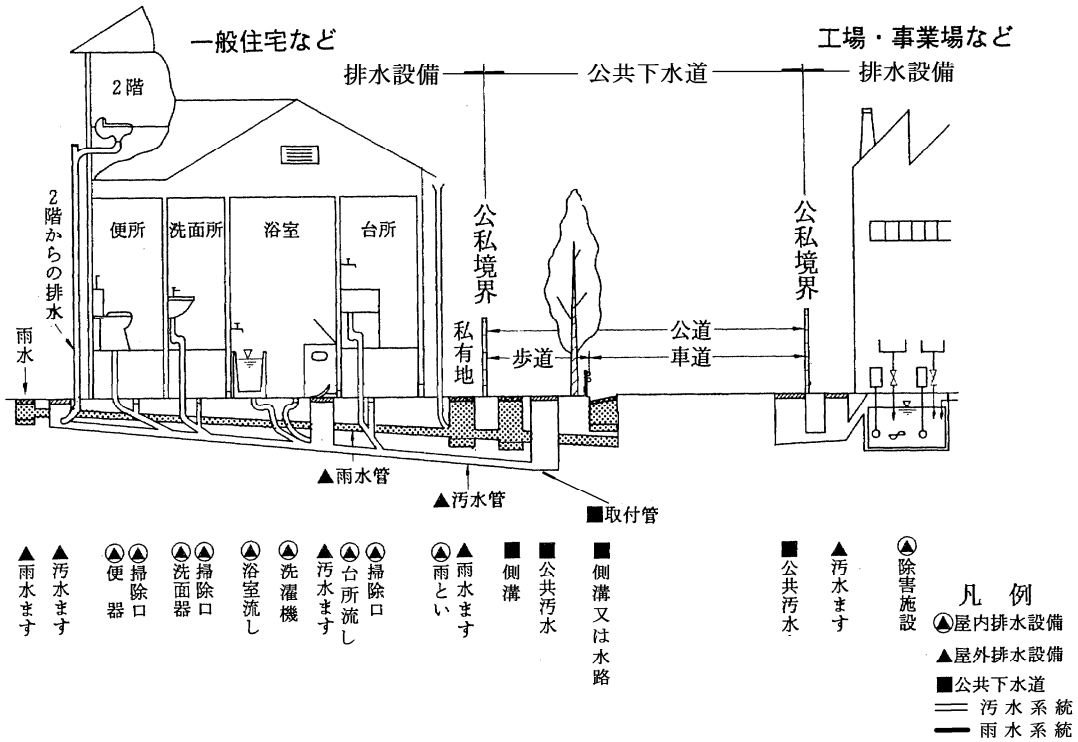 一般住宅など
工場・事業場など
排水設備
公共下水道
排水設備
2階
2階からの排水
便所
洗面所
浴室
台所
公私境界
公私境界
雨水
私有地
公道
歩道
車道
▲雨水管
▲汚水管
■取付管
▲雨水ます
▲汚水ます
▲便器
▲掃除口
▲洗面器
▲掃除口
▲浴室流し
▲洗濯機
▲汚水ます
▲台所流し
▲掃除口
▲雨とい
▲雨水ます
■側溝
■公共汚水
■側溝又は水路
■公共汚水
▲汚水ます
▲除害施設
凡例
▲屋内排水設備
▲屋外排水設備
■公共下水道
汚水系統
雨水系統